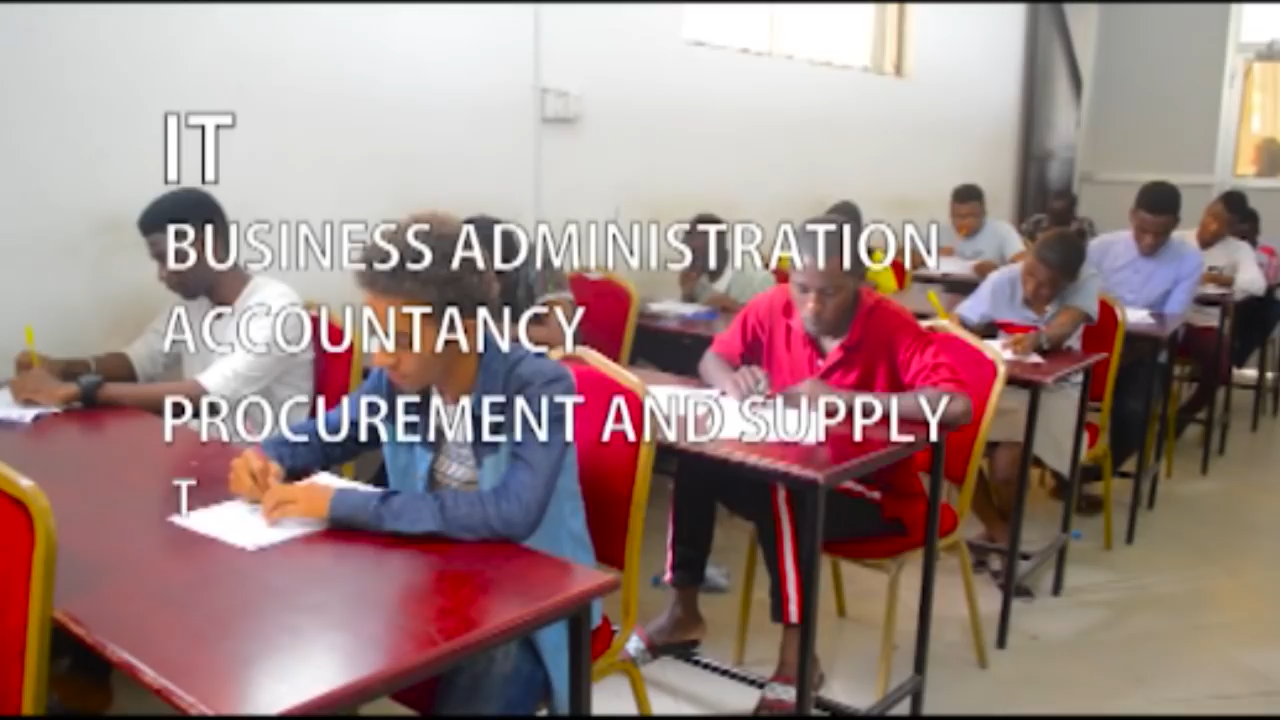 IT
BUSINESS ADMINISTRATION
ACCOUNTANCY
PROCUREMENT AND SUPPLY
T